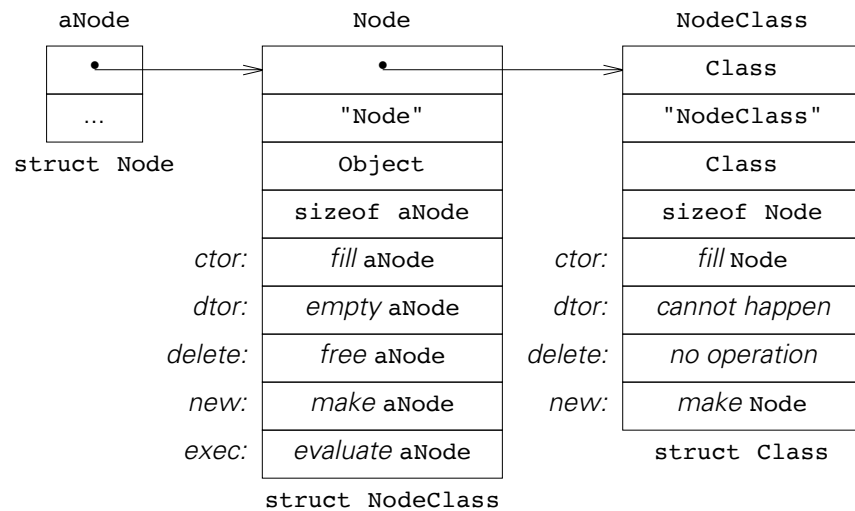 aNode Node NodeClass
Class
... "Node" "NodeClass"
struct Node Object Class
sizeof aNode sizeof Node
ctor: fill aNode ctor: fill Node
dtor: empty aNode dtor: cannot happen
delete: free aNode delete: no operation
new: make aNode new: make Node
exec: evaluate aNode struct Class
struct NodeClass